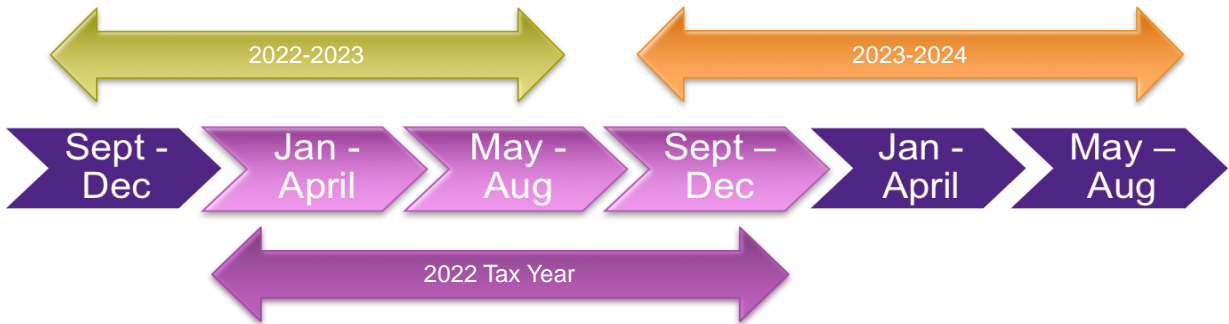 2022-2023
2023-2024
Sept -
Dec
Jan -
April
May -
Aug
Sept –
Dec
Jan -
April
May –
Aug
2022 Tax Year